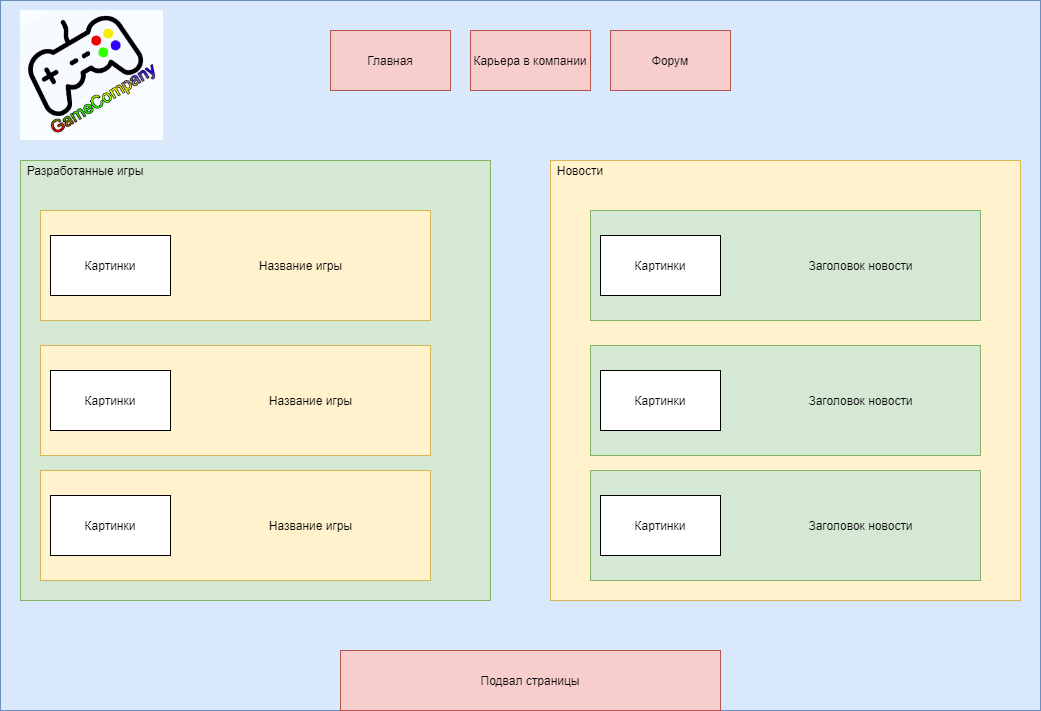 GameCompany
Главная
Карьера в компании
Форум
Разработанные игры
Картинки
Название игры
Картинки
Название игры
Картинки
Название игры
Новости
Картинки
Заголовок новости
Картинки
Заголовок новости
Картинки
Заголовок новости
Подвал страницы